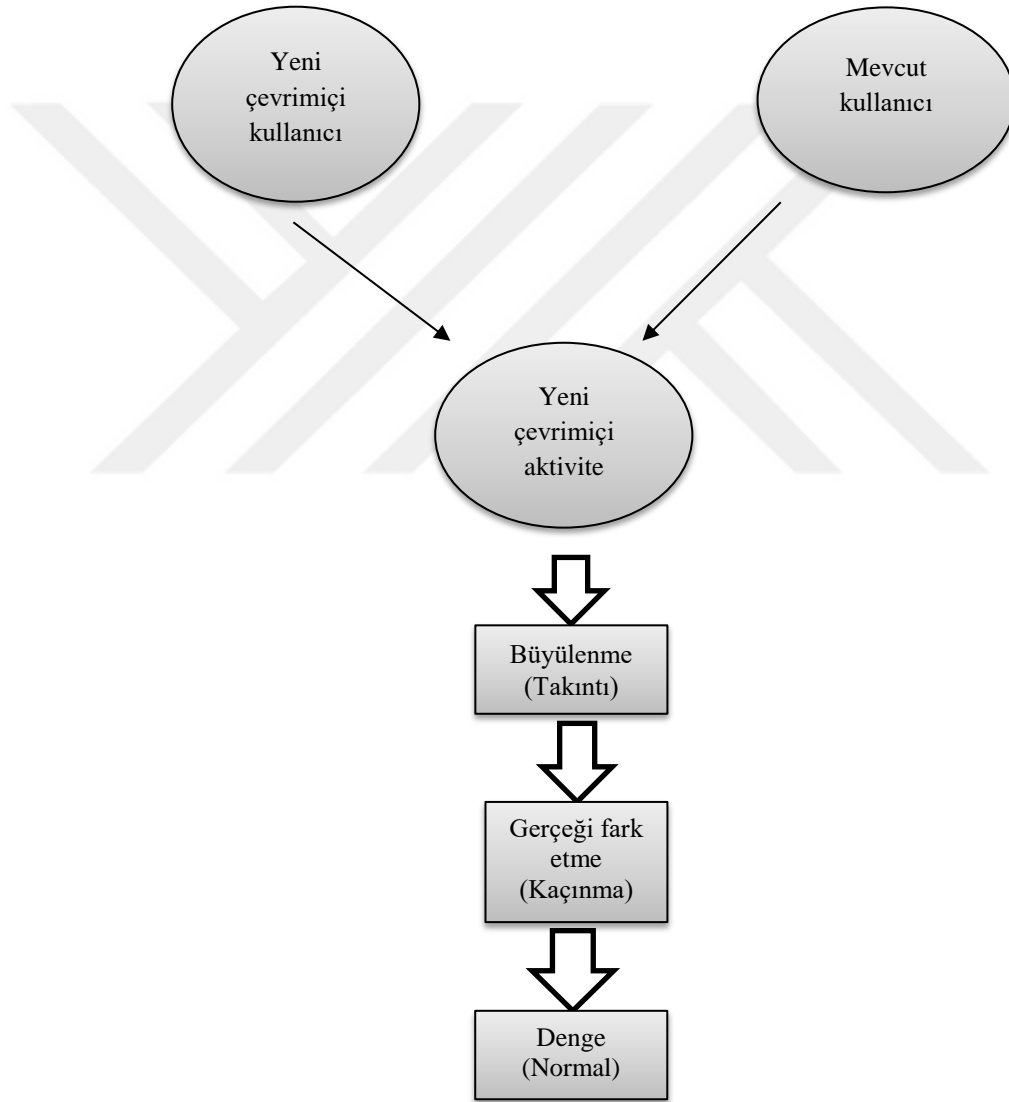 Yeni
çevrimiçi
kullanıcı
Mevcut
kullanıcı
Yeni
çevrimiçi
aktivite
Büyülenme
(Takıntı)
Gerçeği fark
etme
(Kaçınma)
Denge
(Normal)